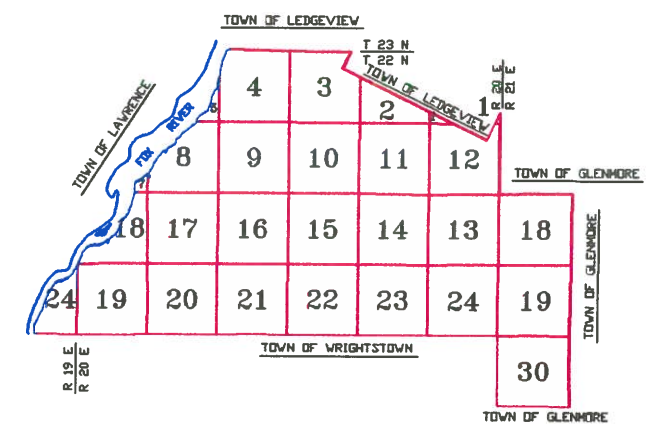 TOWN OF LEDGEVIEW
T 23 N
T 22 N
TOWN OF LEDGEVIEW
R 20 E
R 21 E
TOWN OF LAWRENCE
FOX RIVER
4 3 2 1
8 9 10 11 12
TOWN OF GLENMORE
18 17 16 15 14 13 18
TOWN OF GLENMORE
24 19 20 21 22 23 24 19
R 19 E
R 20 E
TOWN OF WRIGHTSTOWN
30
TOWN OF GLENMORE